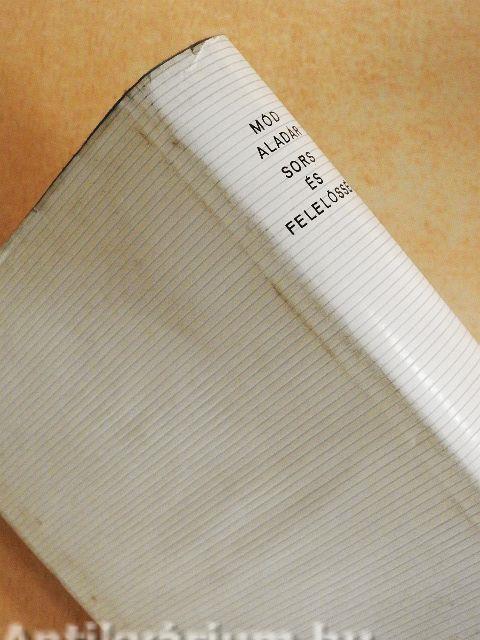 MÓD
ALADÁR
SORS
ÉS
FELELŐSSÉ
Antikvárium.hu